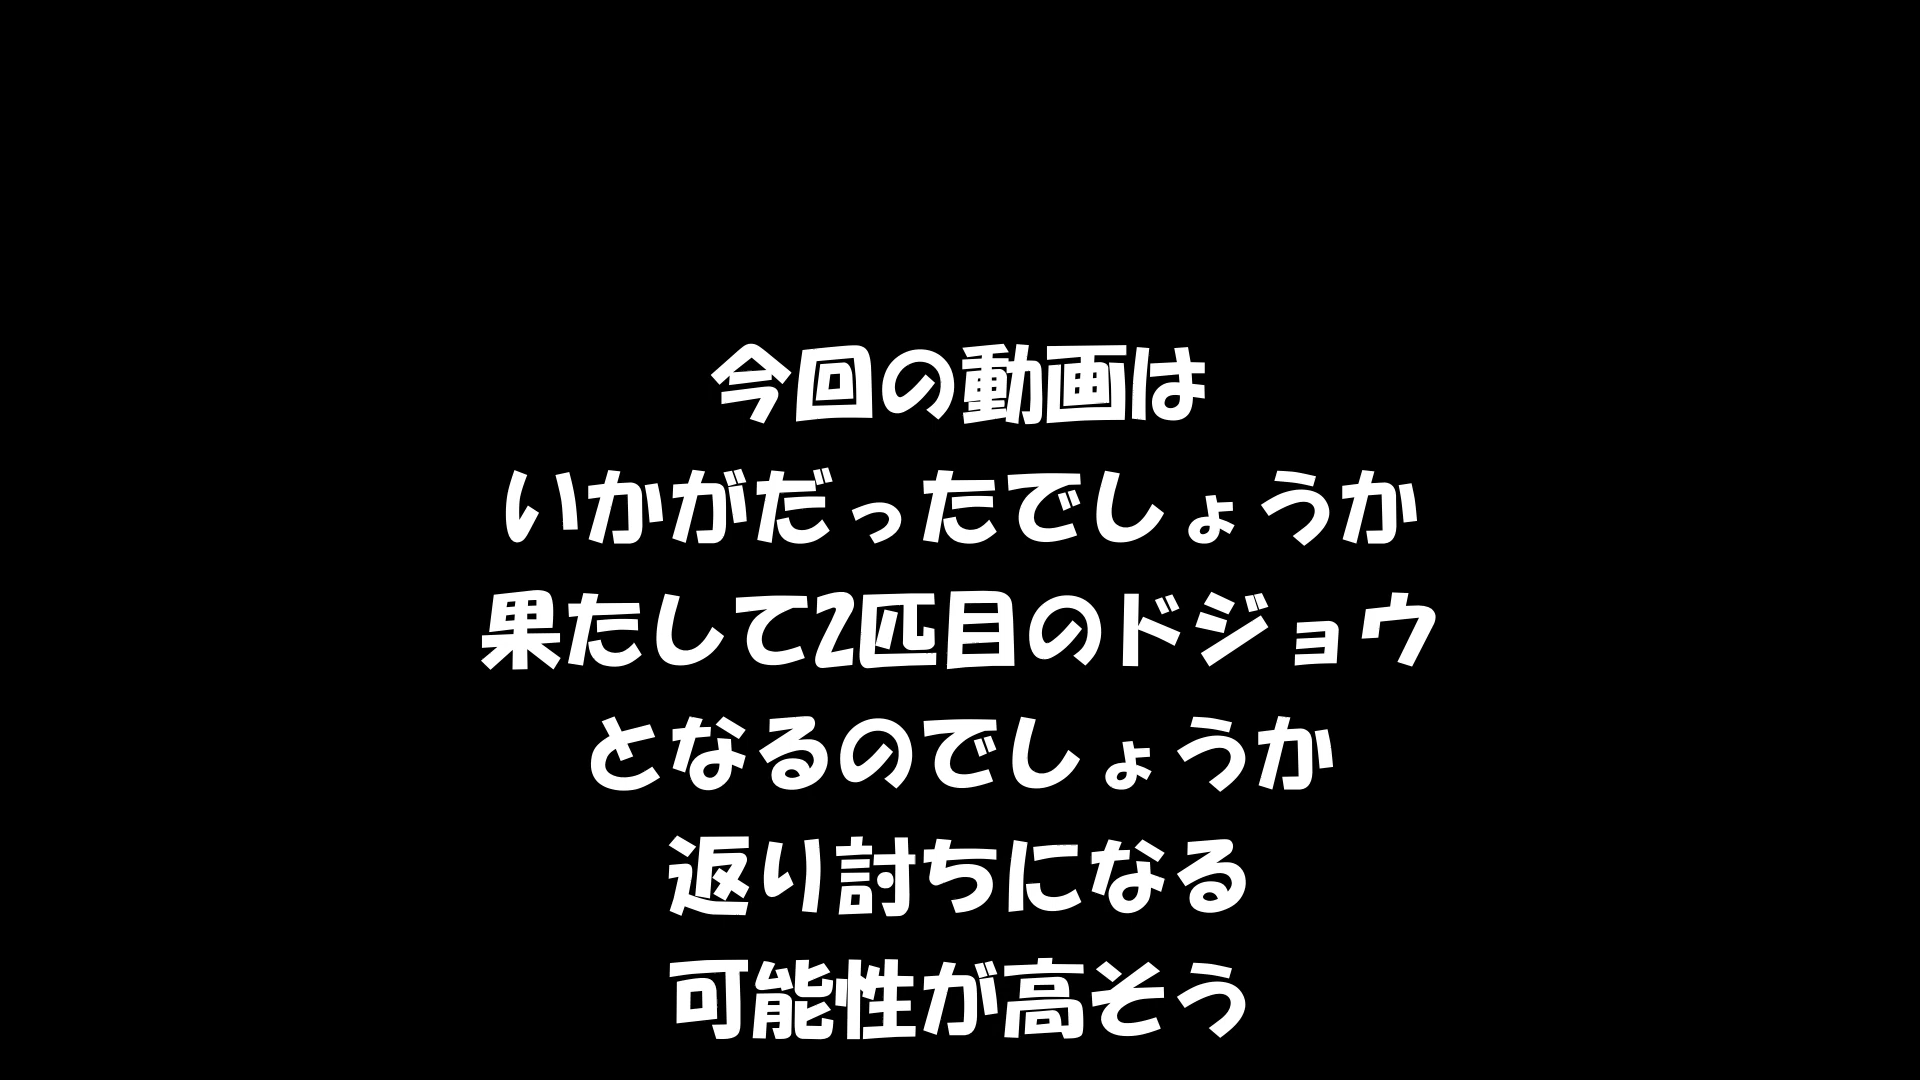 今回の動画は
いかがだったでしょうか
果たして2匹目のドジョウ
となるのでしょうか
返り討ちになる
可能性が高そう